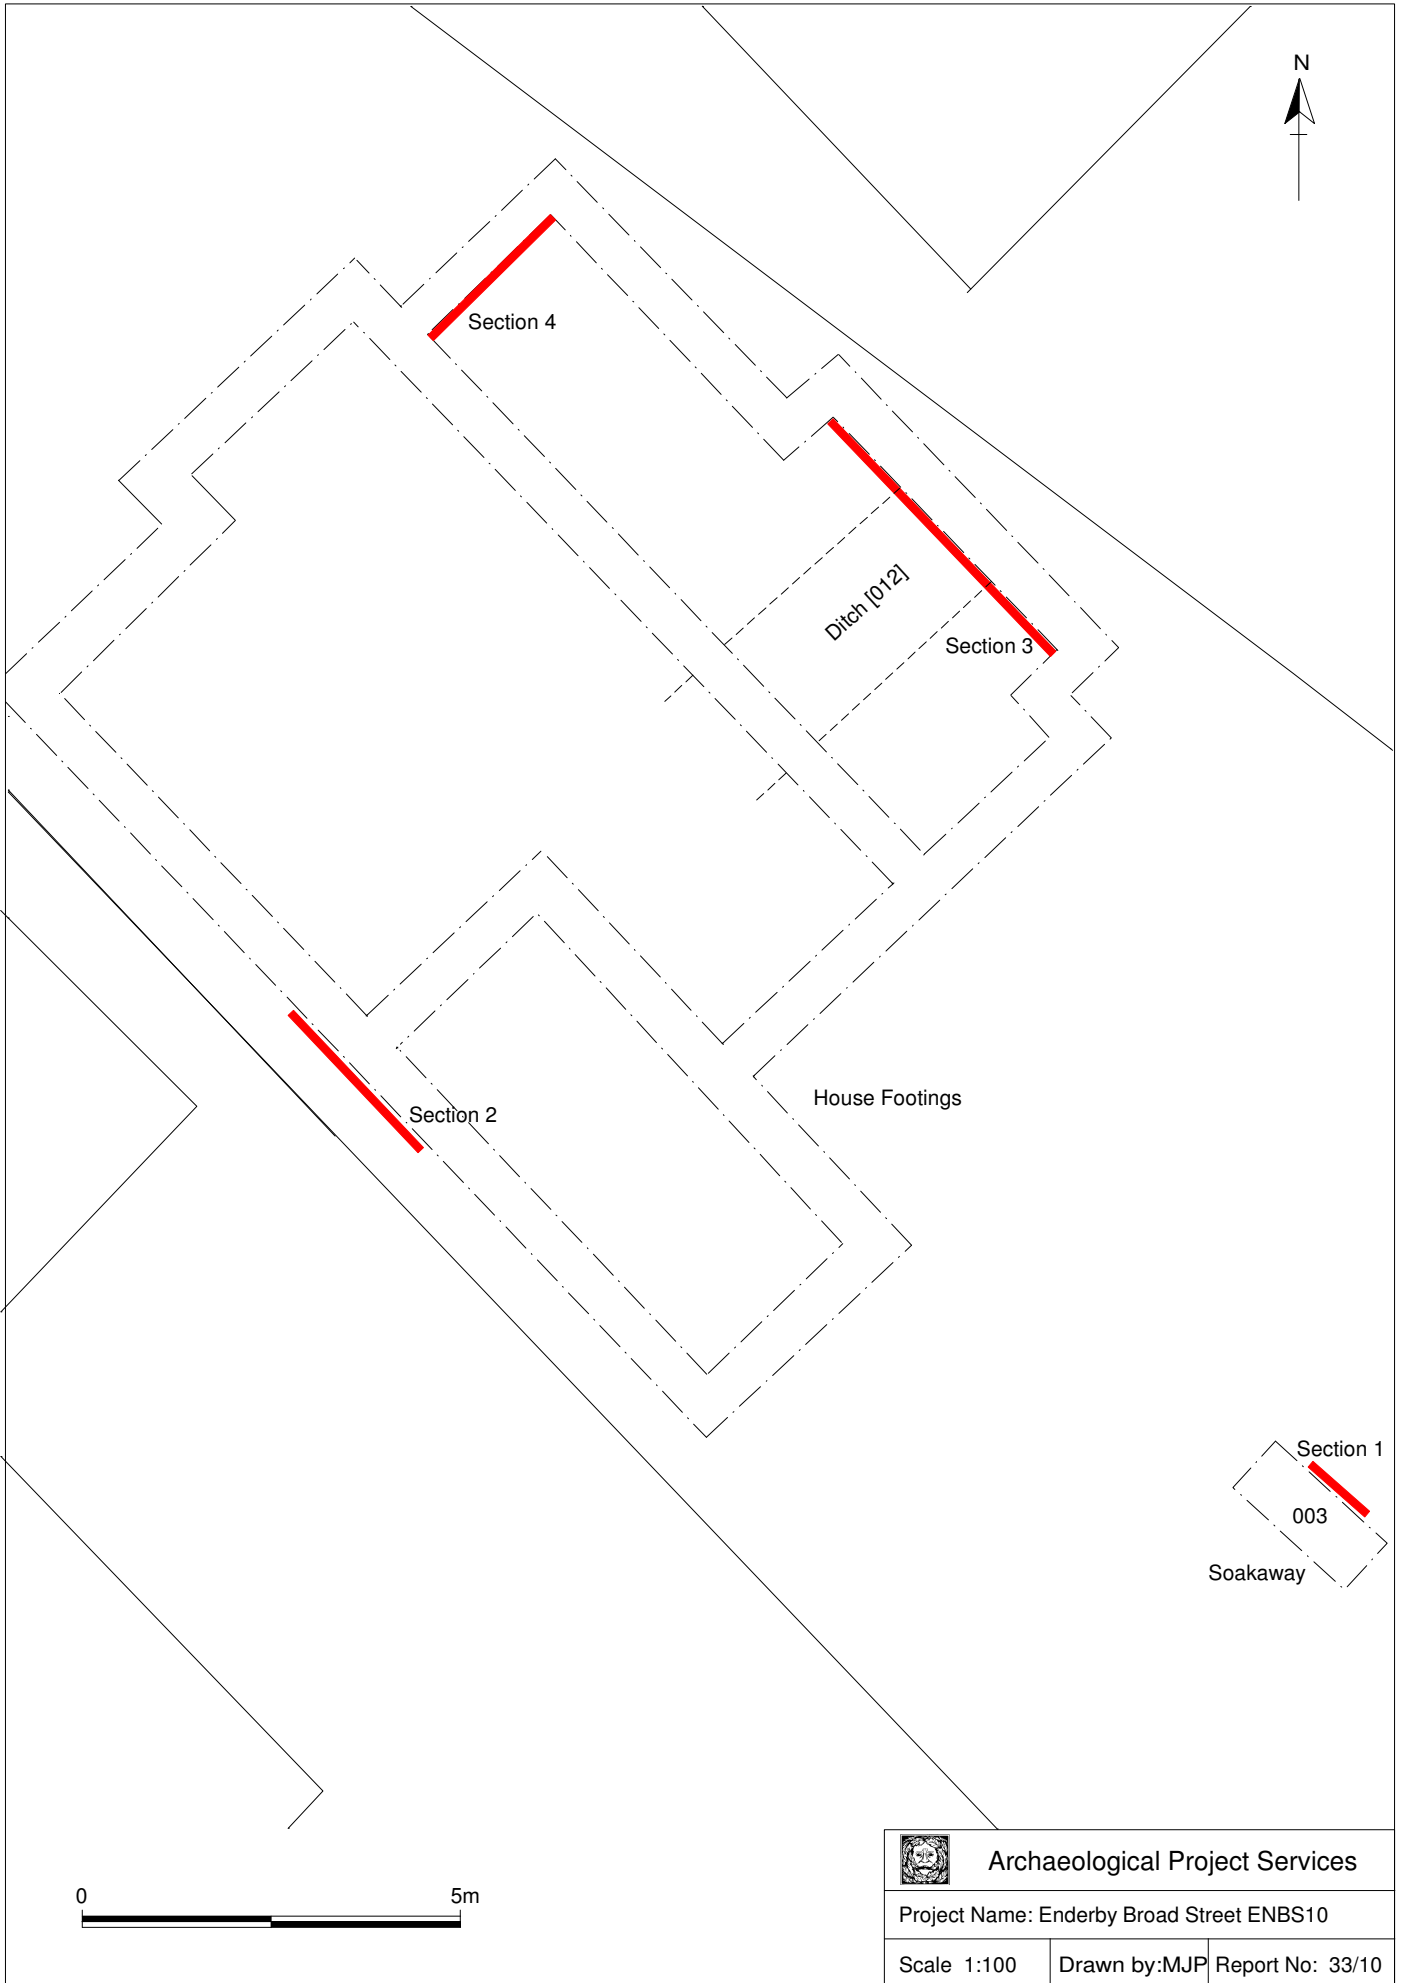 N
Section 4
Ditch [012]
Section 3
House Footings
Section 2
Section 1
003
Soakaway
0 5m
Archaeological Project Services
Project Name: Enderby Broad Street ENBS10
Scale 1:100 Drawn by:MJP Report No: 33/10